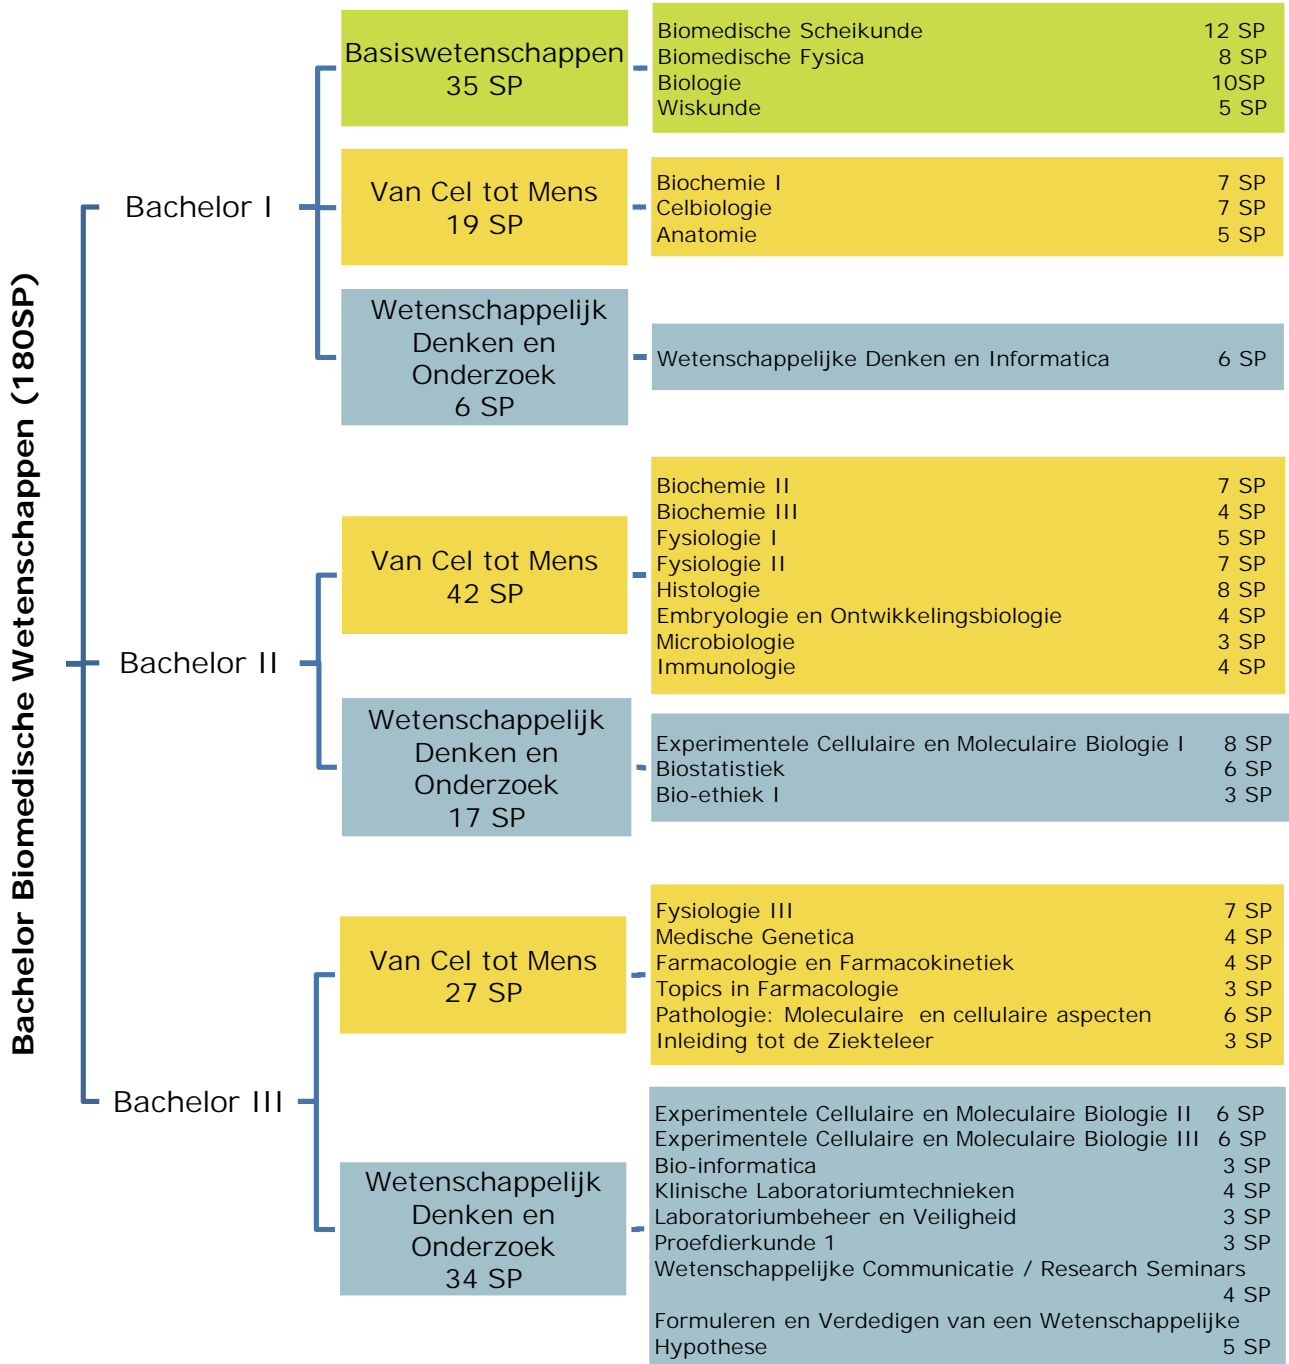 Bachelor Biomedische Wetenschappen (180SP)
Bachelor I
Basiswetenschappen
35 SP
Biomedische Scheikunde 12 SP
Biomedische Fysica 8 SP
Biologie 10SP
Wiskunde 5 SP
Van Cel tot Mens
19 SP
Biochemie I 7 SP
Celbiologie 7 SP
Anatomie 5 SP
Wetenschappelijk
Denken en
Onderzoek
6 SP
Wetenschappelijke Denken en Informatica 6 SP
Bachelor II
Van Cel tot Mens
42 SP
Biochemie II 7 SP
Biochemie III 4 SP
Fysiologie I 5 SP
Fysiologie II 7 SP
Histologie 8 SP
Embryologie en Ontwikkelingsbiologie 4 SP
Microbiologie 3 SP
Immunologie 4 SP
Wetenschappelijk
Denken en
Onderzoek
17 SP
Experimentele Cellulaire en Moleculaire Biologie I 8 SP
Biostatistiek 6 SP
Bio-ethiek I 3 SP
Bachelor III
Van Cel tot Mens
27 SP
Fysiologie III 7 SP
Medische Genetica 4 SP
Farmacologie en Farmacokinetiek 4 SP
Topics in Farmacologie 3 SP
Pathologie: Moleculaire en cellulaire aspecten 6 SP
Inleiding tot de Ziekteleer 3 SP
Wetenschappelijk
Denken en
Onderzoek
34 SP
Experimentele Cellulaire en Moleculaire Biologie II 6 SP
Experimentele Cellulaire en Moleculaire Biologie III 6 SP
Bio-informatica 3 SP
Klinische Laboratoriumtechnieken 4 SP
Laboratoriumbeheer en Veiligheid 3 SP
Proefdierkunde 1 3 SP
Wetenschappelijke Communicatie / Research Seminars
4 SP
Formuleren en Verdedigen van een Wetenschappelijke
Hypothese 5 SP